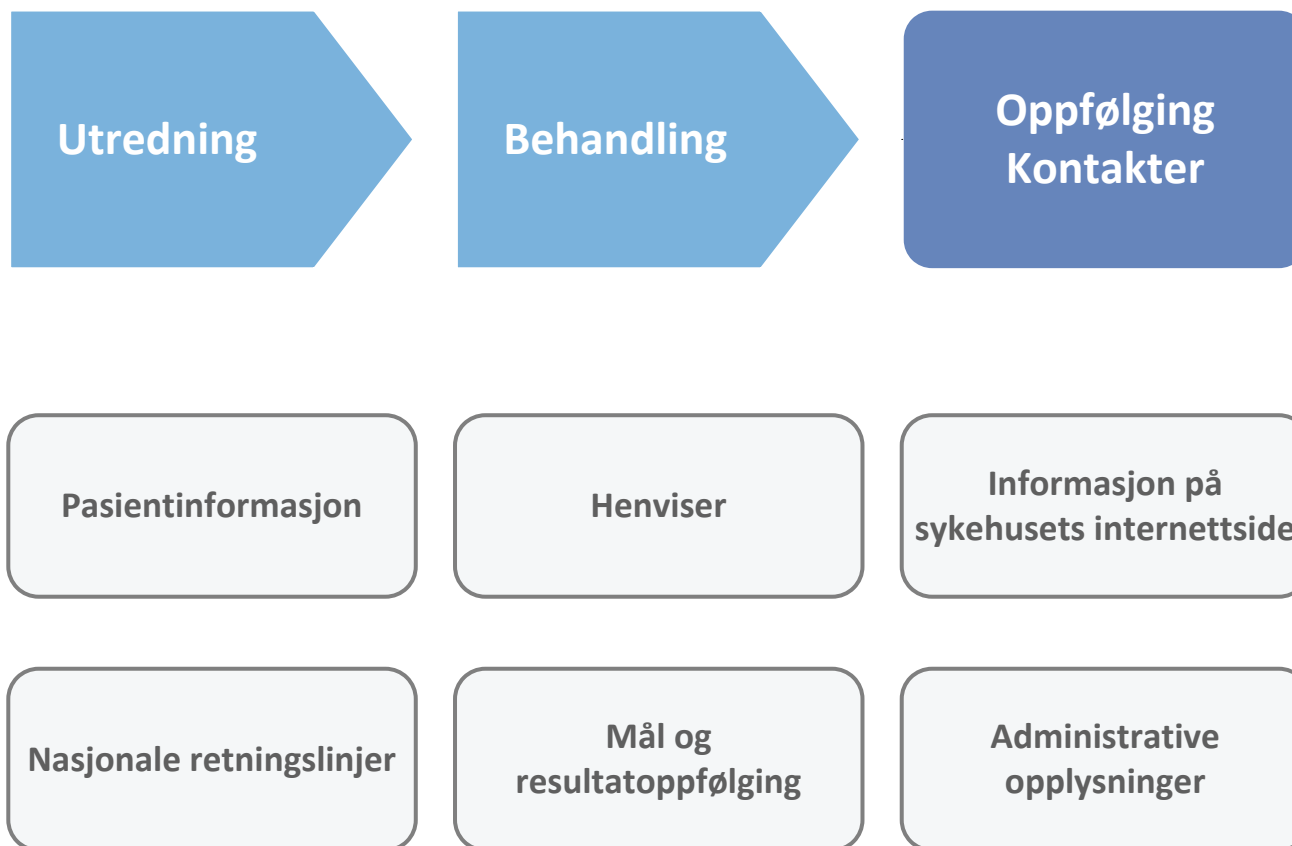 Utredning
Behandling
Oppfølging
Kontakter
Pasientinformasjon
Henviser
Informasjon på
sykehusets internettside
Nasjonale retningslinjer
Mål og
resultatoppfølging
Administrative
opplysninger